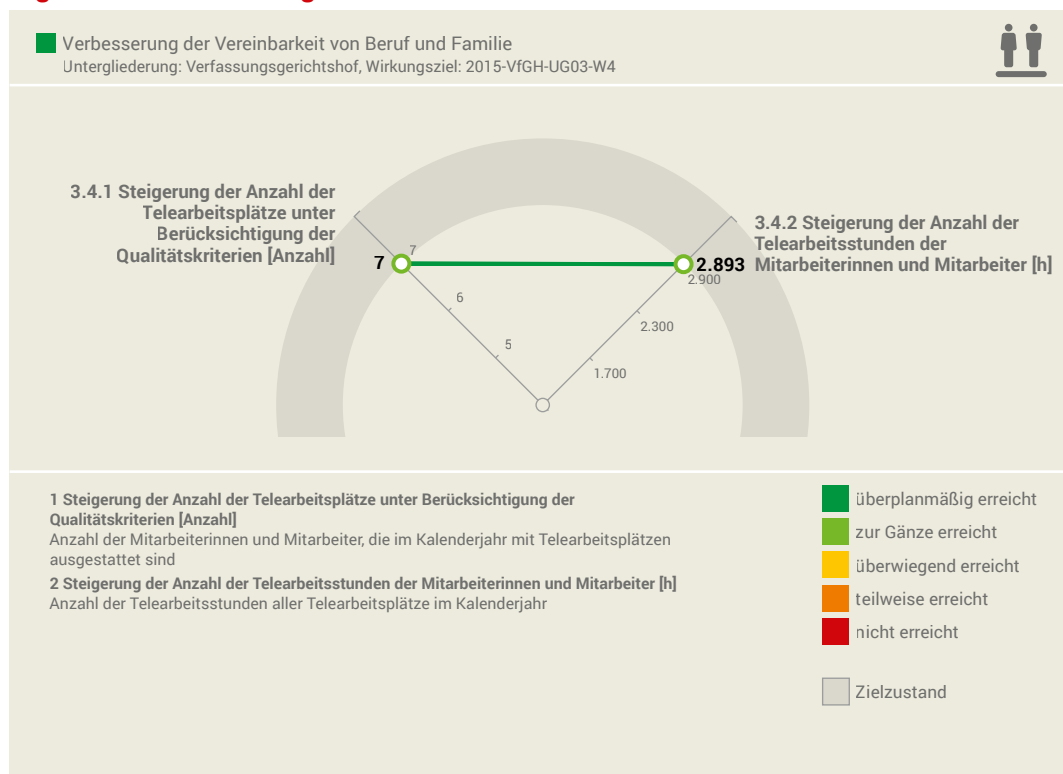 Verbesserung der Vereinbarkeit von Beruf und Familie
Untergliederung: Verfassungsgerichtshof, Wirkungsziel: 2015-VfGH-UG03-W4
3.4.1 Steigerung der Anzahl der
Telearbeitsplätze unter
Berücksichtigung der
Qualitätskriterien [Anzahl]
7
7
6
5
3.4.2 Steigerung der Anzahl der
Telearbeitsstunden der
Mitarbeiterinnen und Mitarbeiter [h]
2.893
2.900
2.300
1.700
1 Steigerung der Anzahl der Telearbeitsplätze unter Berücksichtigung der
Qualitätskriterien [Anzahl]
Anzahl der Mitarbeiterinnen und Mitarbeiter, die im Kalenderjahr mit Telearbeitsplätzen
ausgestattet sind
2 Steigerung der Anzahl der Telearbeitsstunden der Mitarbeiterinnen und Mitarbeiter [h]
Anzahl der Telearbeitsstunden aller Telearbeitsplätze im Kalenderjahr
überplanmäßig erreicht
zur Gänze erreicht
überwiegend erreicht
teilweise erreicht
nicht erreicht
Zielzustand